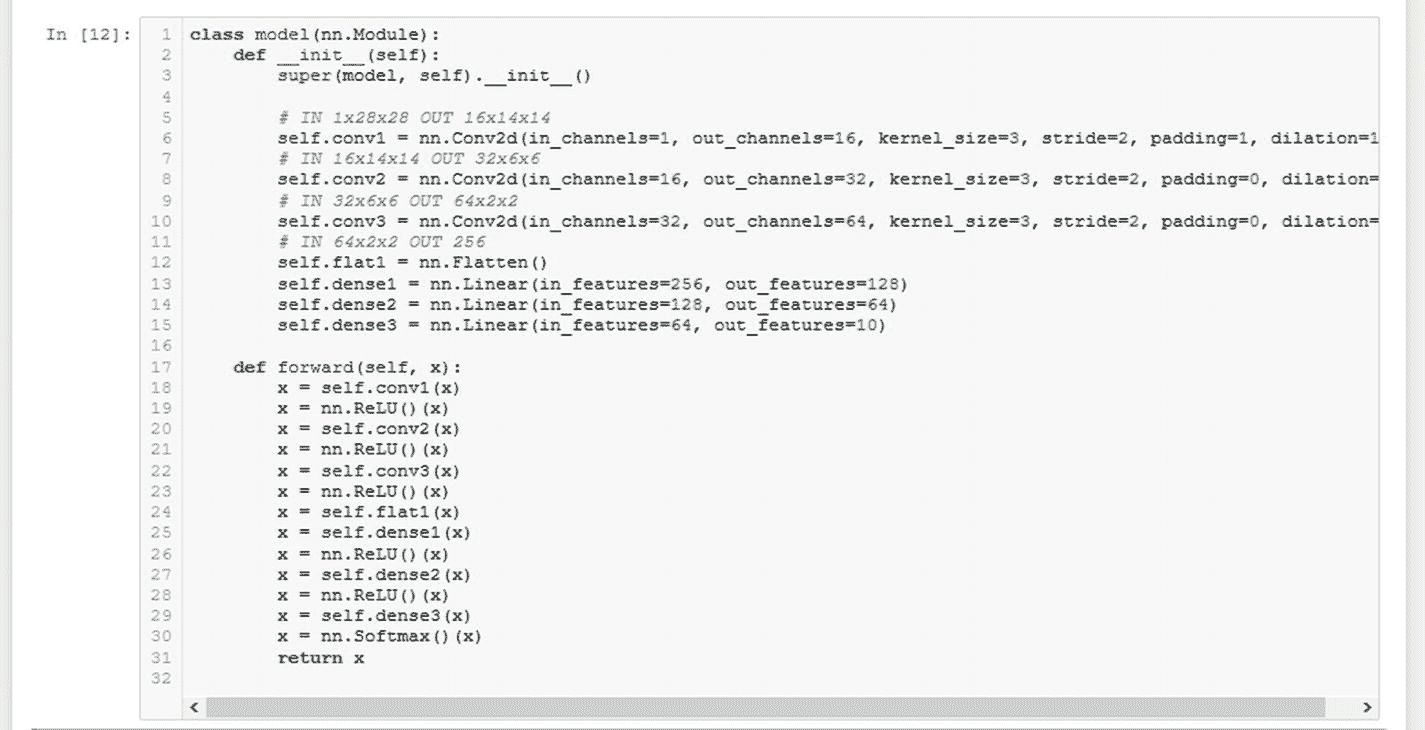 In [12]:
1 class model(nn.Module):
2     def __init__(self):
3         super(model, self).__init__()
4
5         # IN 1x28x28 OUT 16x14x14
6         self.conv1 = nn.Conv2d(in_channels=1, out_channels=16, kernel_size=3, stride=2, padding=1, dilation=1
7         # IN 16x14x14 OUT 32x6x6
8         self.conv2 = nn.Conv2d(in_channels=16, out_channels=32, kernel_size=3, stride=2, padding=0, dilation=
9         # IN 32x6x6 OUT 64x2x2
10         self.conv3 = nn.Conv2d(in_channels=32, out_channels=64, kernel_size=3, stride=2, padding=0, dilation=
11         # IN 64x2x2 OUT 256
12         self.flat1 = nn.Flatten()
13         self.dense1 = nn.Linear(in_features=256, out_features=128)
14         self.dense2 = nn.Linear(in_features=128, out_features=64)
15         self.dense3 = nn.Linear(in_features=64, out_features=10)
16
17     def forward(self, x):
18         x = self.conv1(x)
19         x = nn.ReLU()(x)
20         x = self.conv2(x)
21         x = nn.ReLU()(x)
22         x = self.conv3(x)
23         x = nn.ReLU()(x)
24         x = self.flat1(x)
25         x = self.dense1(x)
26         x = nn.ReLU()(x)
27         x = self.dense2(x)
28         x = nn.ReLU()(x)
29         x = self.dense3(x)
30         x = nn.Softmax()(x)
31         return x
32